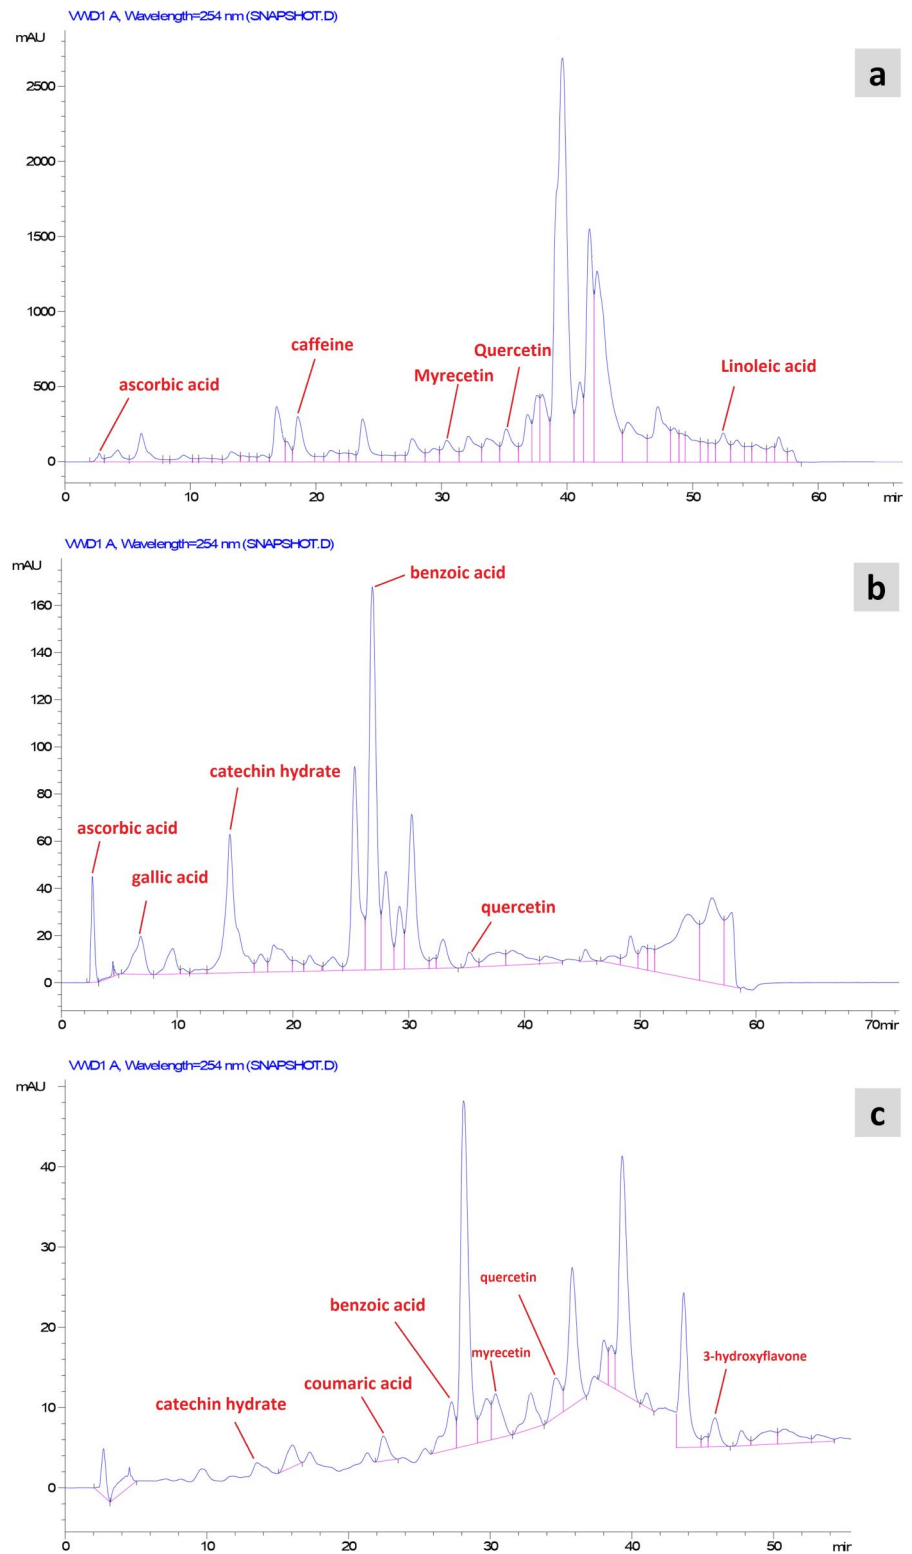 VWD1 A, Wavelength=254 nm (SNAPSHOT.D)
mAU
a
2500
2000
1500
1000
500
0
ascorbic acid
caffeine
Myrecetin
Quercetin
Linoleic acid
0 10 20 30 40 50 60 min
VWD1 A, Wavelength=254 nm (SNAPSHOT.D)
mAU
b
160
140
120
100
80
60
40
20
0
benzoic acid
catechin hydrate
ascorbic acid
gallic acid
quercetin
0 10 20 30 40 50 60 70 min
VWD1 A, Wavelength=254 nm (SNAPSHOT.D)
mAU
c
40
30
20
10
0
quercetin
benzoic acid
myrecetin
3-hydroxyflavone
coumaric acid
catechin hydrate
0 10 20 30 40 50 min